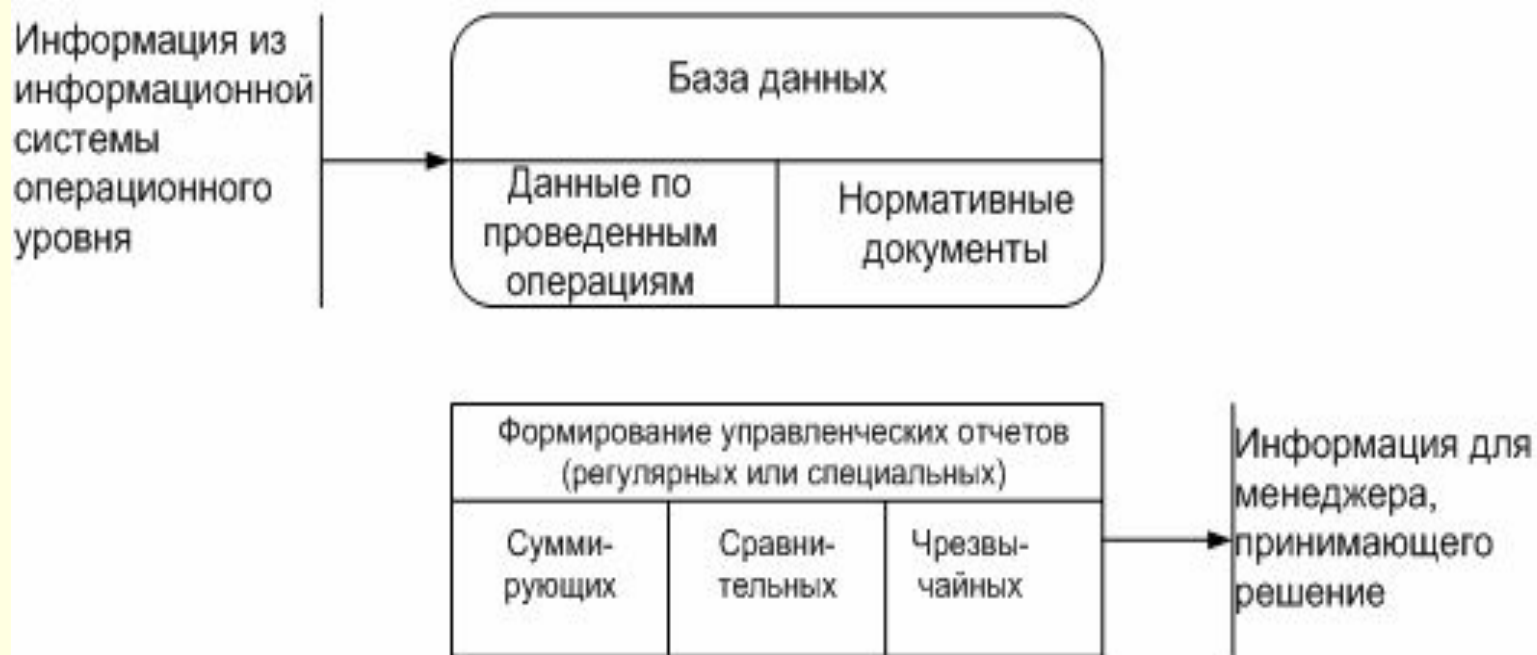 Информация из
информационной
системы
операционного
уровня
База данных
Данные по
проведенным
операциям
Нормативные
документы
Формирование управленческих отчетов
(регулярных или специальных)
Сумми-
рующих
Сравни-
тельных
Чрезвы-
чайных
Информация для
менеджера,
принимающего
решение